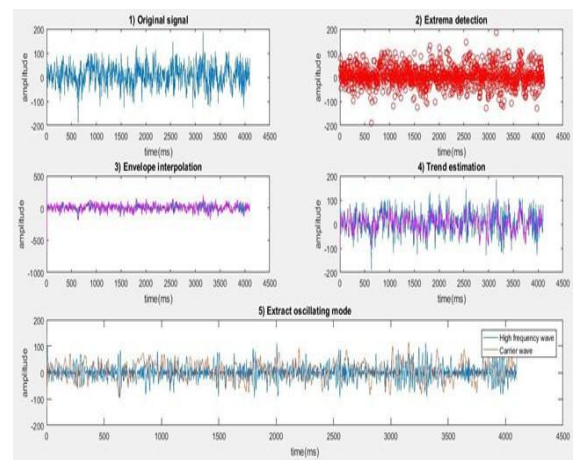 1) Original signal
200
100
0
-100
-200
amplitude
0 500 1000 1500 2000 2500 3000 3500 4000 4500
time(ms)
2) Extrema detection
200
100
0
-100
-200
amplitude
0 500 1000 1500 2000 2500 3000 3500 4000 4500
time(ms)
3) Envelope interpolation
500
0
-500
-1000
amplitude
0 500 1000 1500 2000 2500 3000 3500 4000 4500
time(ms)
4) Trend estimation
200
100
0
-100
-200
amplitude
0 500 1000 1500 2000 2500 3000 3500 4000 4500
time(ms)
5) Extract oscillating mode
200
100
0
-100
-200
amplitude
High frequency wave
Carrier wave
0 500 1000 1500 2000 2500 3000 3500 4000 4500
time(ms)